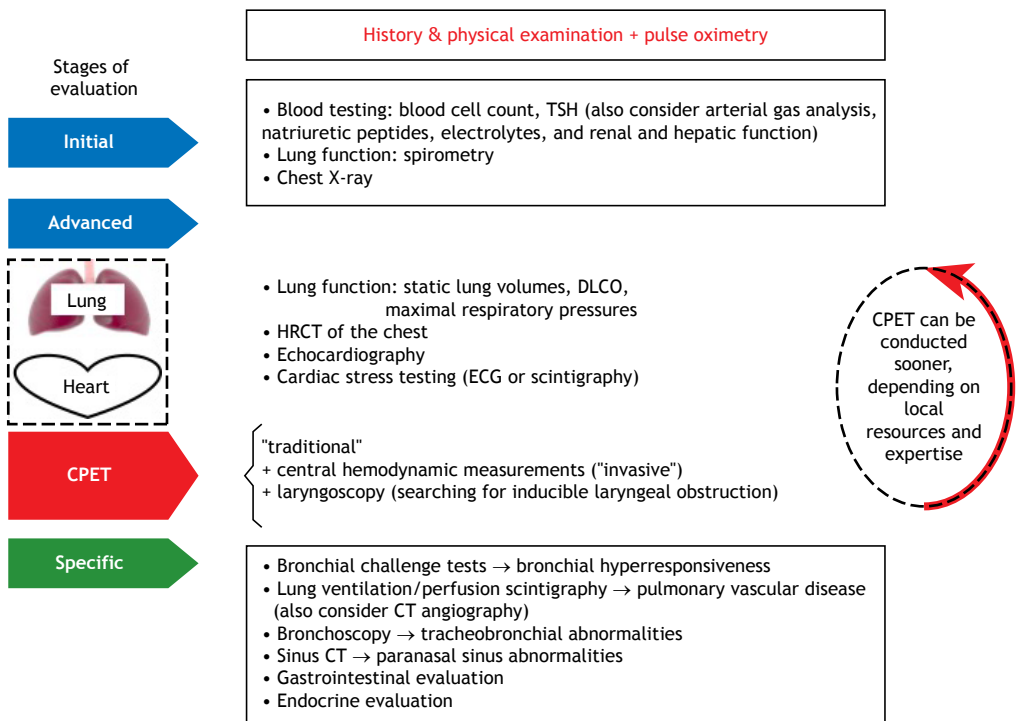 History & physical examination + pulse oximetry
Stages of
evaluation
Initial
• Blood testing: blood cell count, TSH (also consider arterial gas analysis,
natriuretic peptides, electrolytes, and renal and hepatic function)
• Lung function: spirometry
• Chest X-ray
Advanced
Lung
Heart
• Lung function: static lung volumes, DLCO,
maximal respiratory pressures
• HRCT of the chest
• Echocardiography
• Cardiac stress testing (ECG or scintigraphy)
CPET can be
conducted
sooner,
depending on
local
resources and
expertise
CPET
"traditional"
+ central hemodynamic measurements ("invasive")
+ laryngoscopy (searching for inducible laryngeal obstruction)
Specific
• Bronchial challenge tests → bronchial hyperresponsiveness
• Lung ventilation/perfusion scintigraphy → pulmonary vascular disease
(also consider CT angiography)
• Bronchoscopy → tracheobronchial abnormalities
• Sinus CT → paranasal sinus abnormalities
• Gastrointestinal evaluation
• Endocrine evaluation